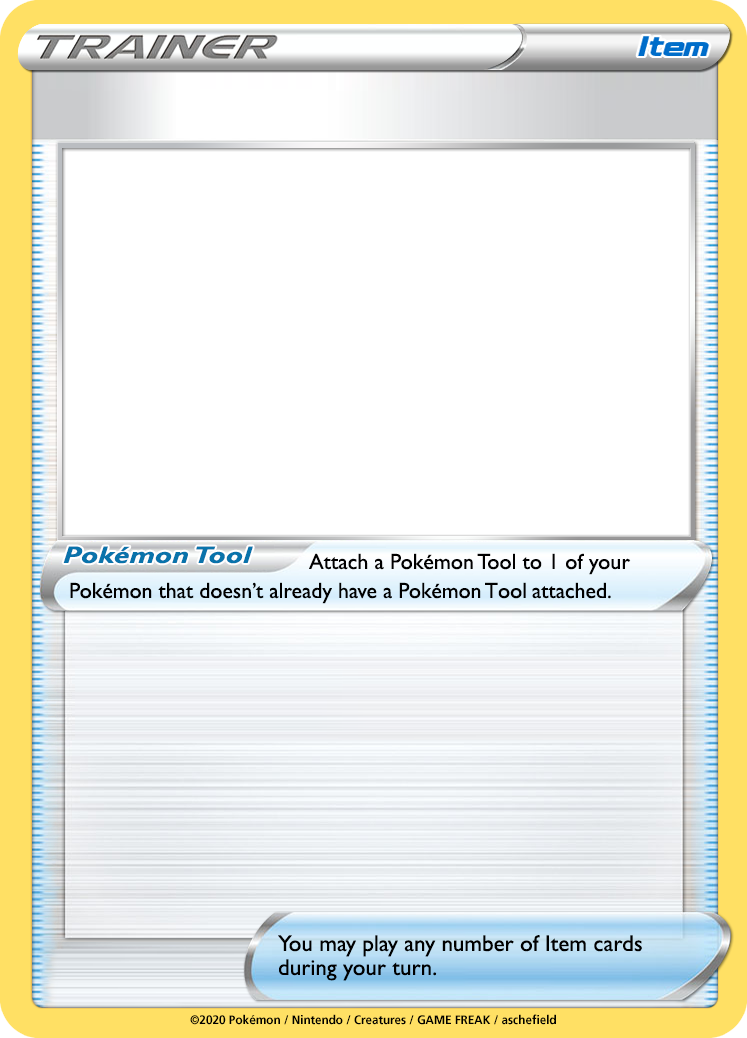 TRAINER
Item
Pokémon Tool
Attach a Pokémon Tool to 1 of your
Pokémon that doesn’t already have a Pokémon Tool attached.
You may play any number of Item cards
during your turn.
©2020 Pokémon / Nintendo / Creatures / GAME FREAK / aschefield